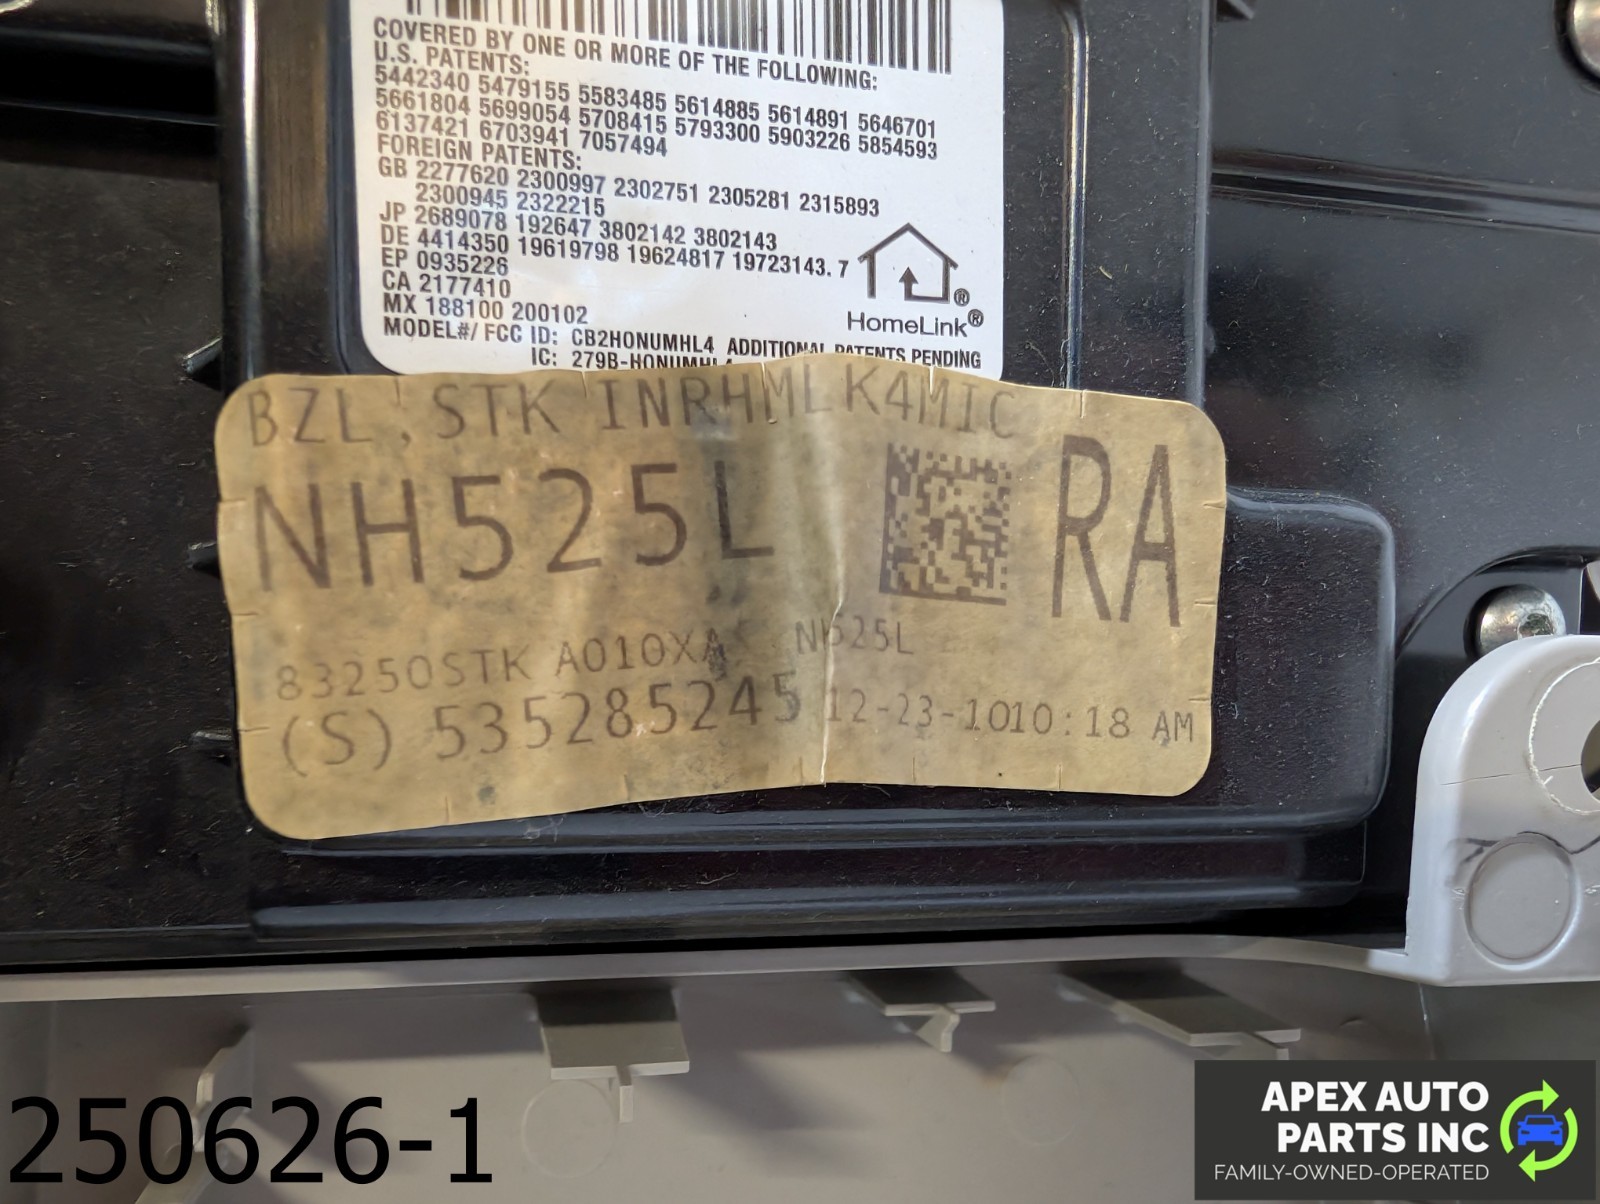 COVERED BY ONE OR MORE OF THE FOLLOWING:
U.S. PATENTS:
5442340 5479155 5583485 5614885 5614891 5646701
5661804 5699054 5708415 5793300 5903226 5854593
6137421 6703941 7057494
FOREIGN PATENTS:
GB 2277620 2300997 2302751 2305281 2315893
2300945 2322215
JP 2689078 192647 3802142 3802143
DE 4414350 19619798 19624817 19723143.7
EP 0935226
CA 2177410
MX 188100 200102
HomeLink®
MODEL#/ FCC ID: CB2HONUMHL4 ADDITIONAL PATENTS PENDING
IC: 279B-HONUMHL4
BZL, STK INRHMLK4MIC
NH525L RA
83250STK A010XA NH525L
(S) 535285245 12-23-1010:18 AM
250626-1
APEX AUTO
PARTS INC
FAMILY-OWNED-OPERATED